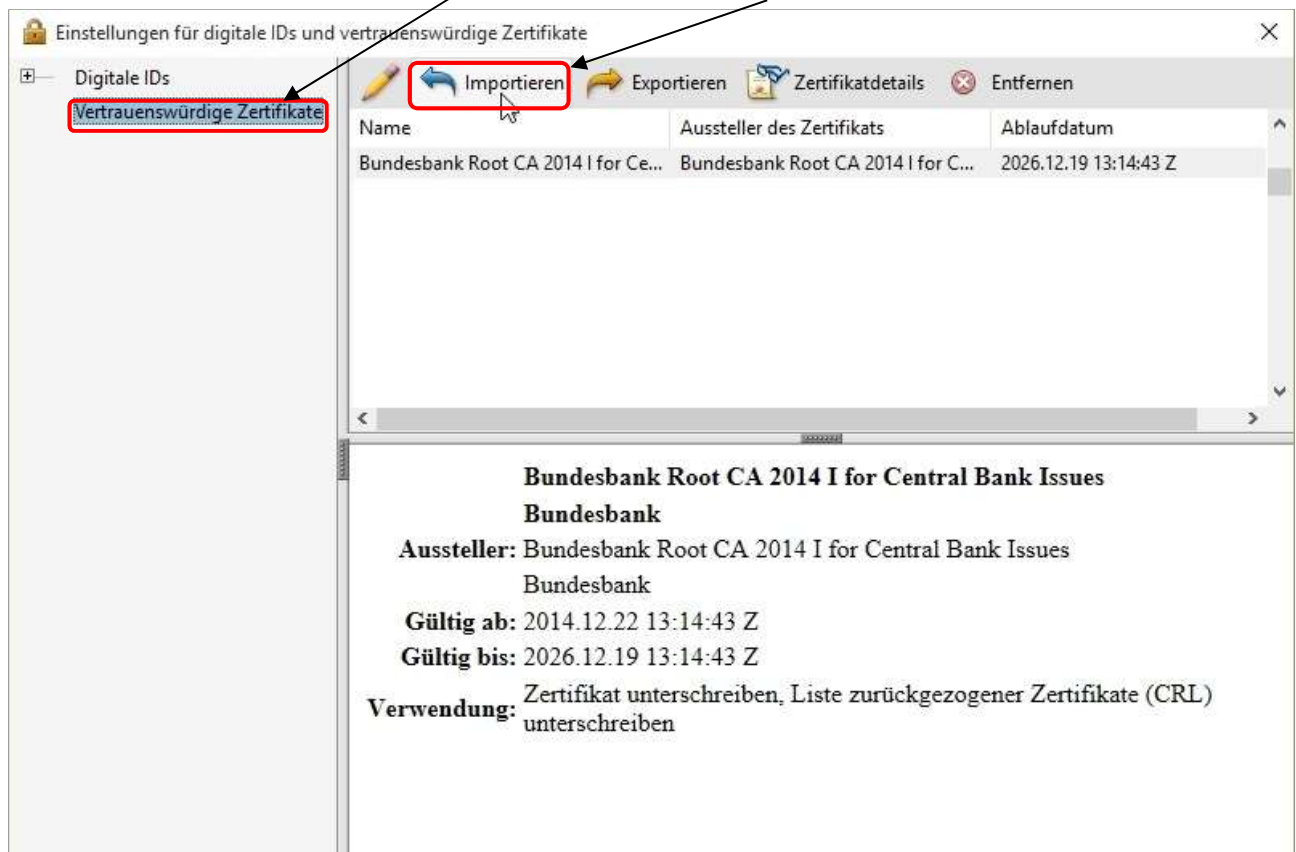 Einstellungen für digitale IDs und vertrauenswürdige Zertifikate
Digitale IDs
Vertrauenswürdige Zertifikate
Importieren Exportieren Zertifikatdetails Entfernen
Name Aussteller des Zertifikats Ablaufdatum
Bundesbank Root CA 2014 I for Ce... Bundesbank Root CA 2014 I for C... 2026.12.19 13:14:43 Z
Bundesbank Root CA 2014 I for Central Bank Issues
Bundesbank
Aussteller: Bundesbank Root CA 2014 I for Central Bank Issues
Bundesbank
Gültig ab: 2014.12.22 13:14:43 Z
Gültig bis: 2026.12.19 13:14:43 Z
Verwendung: Zertifikat unterschreiben, Liste zurückgezogener Zertifikate (CRL)
unterschreiben